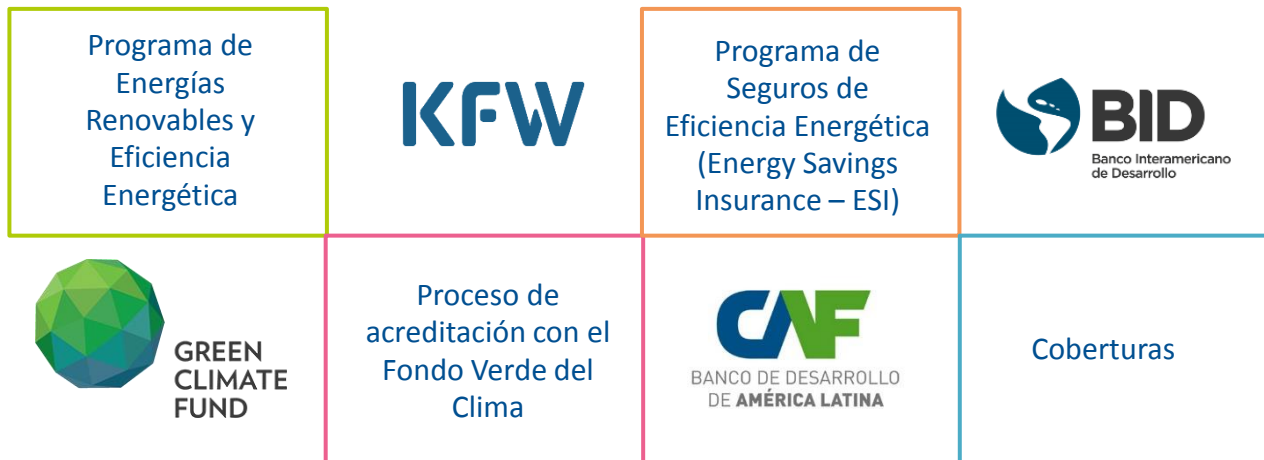 Programa de
Energías
Renovables y
Eficiencia
Energética
KFW
Programa de
Seguros de
Eficiencia Energética
(Energy Savings
Insurance – ESI)
BID
Banco Interamericano
de Desarrollo
GREEN
CLIMATE
FUND
Proceso de
acreditación con el
Fondo Verde del
Clima
CAF
BANCO DE DESARROLLO
DE AMÉRICA LATINA
Coberturas